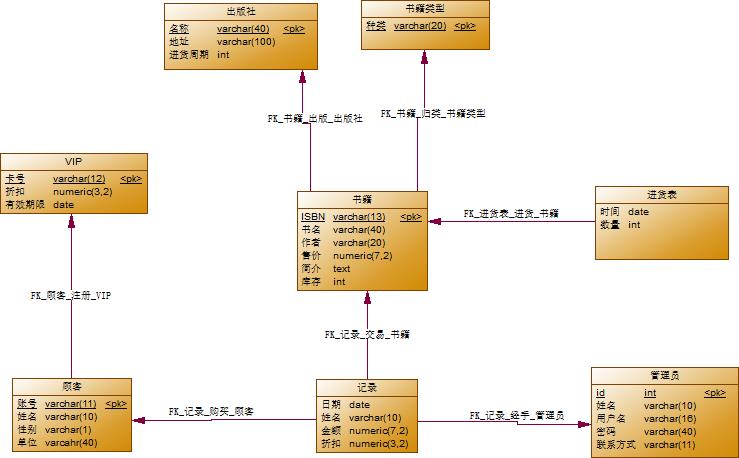 出版社
名称 varchar(40) <pk>
地址 varchar(100)
进货周期 int
书籍类型
种类 varchar(20) <pk>
FK_书籍_出版_出版社
FK_书籍_归类_书籍类型
VIP
卡号 varchar(12) <pk>
折扣 numeric(3,2)
有效期限 date
书籍
ISBN varchar(13) <pk>
书名 varchar(40)
作者 varchar(20)
售价 numeric(7,2)
简介 text
库存 int
FK_进货表_进货_书籍
进货表
时间 date
数量 int
FK_顾客_注册_VIP
FK_记录_交易_书籍
顾客
账号 varchar(11) <pk>
姓名 varchar(10)
性别 varchar(1)
单位 varcahr(40)
FK_记录_购买_顾客
记录
日期 date
姓名 varchar(10)
金额 numeric(7,2)
折扣 numeric(3,2)
FK_记录_经手_管理员
管理员
id int <pk>
姓名 varchar(10)
用户名 varchar(16)
密码 varchar(40)
联系方式 varchar(11)